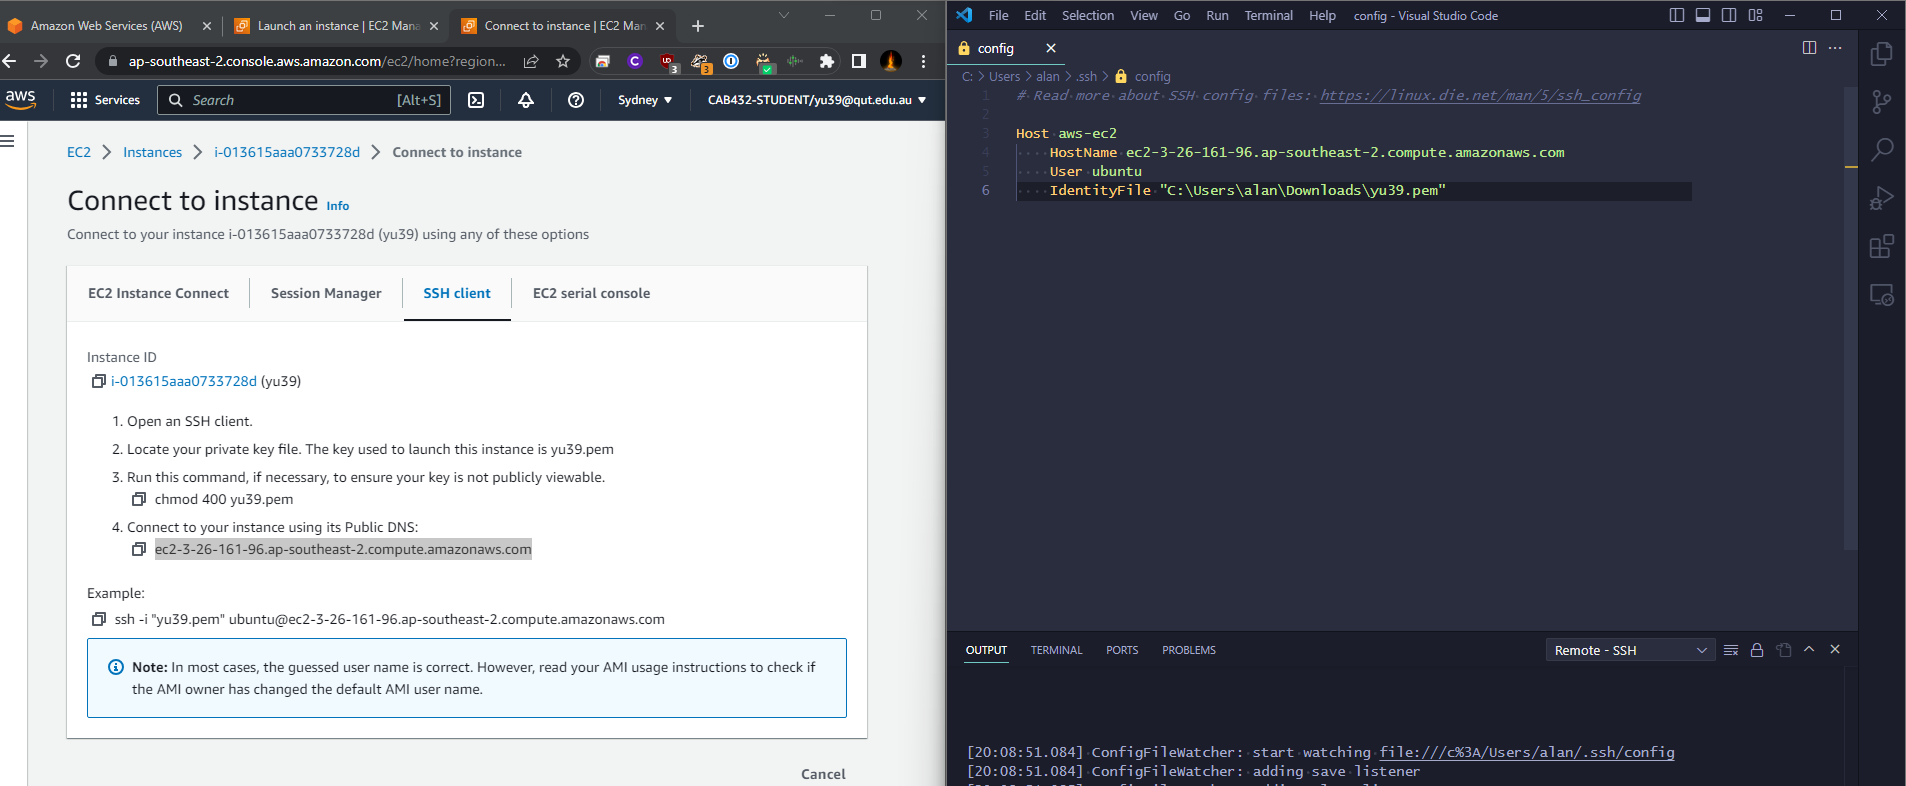 Amazon Web Services (AWS)
Launch an instance | EC2 Mana
Connect to instance | EC2 Man
ap-southeast-2.console.aws.amazon.com/ec2/home?region...
aws
Services
Search
[Alt+S]
Sydney
CAB432-STUDENT/yu39@qut.edu.au
EC2
Instances
i-013615aaa0733728d
Connect to instance
Connect to instance Info
Connect to your instance i-013615aaa0733728d (yu39) using any of these options
EC2 Instance Connect
Session Manager
SSH client
EC2 serial console
Instance ID
i-013615aaa0733728d (yu39)
1. Open an SSH client.
2. Locate your private key file. The key used to launch this instance is yu39.pem
3. Run this command, if necessary, to ensure your key is not publicly viewable.
chmod 400 yu39.pem
4. Connect to your instance using its Public DNS:
ec2-3-26-161-96.ap-southeast-2.compute.amazonaws.com
Example:
ssh -i "yu39.pem" ubuntu@ec2-3-26-161-96.ap-southeast-2.compute.amazonaws.com
Note: In most cases, the guessed user name is correct. However, read your AMI usage instructions to check if
the AMI owner has changed the default AMI user name.
Cancel
File Edit Selection View Go Run Terminal Help
config - Visual Studio Code
config
C: > Users > alan > .ssh > config
1 # Read more about SSH config files: https://linux.die.net/man/5/ssh_config
2
3 Host aws-ec2
4 HostName ec2-3-26-161-96.ap-southeast-2.compute.amazonaws.com
5 User ubuntu
6 IdentityFile "C:\Users\alan\Downloads\yu39.pem"
OUTPUT TERMINAL PORTS PROBLEMS
Remote - SSH
[20:08:51.084] ConfigFileWatcher: start watching file:///c%3A/Users/alan/.ssh/config
[20:08:51.084] ConfigFileWatcher: adding save listener